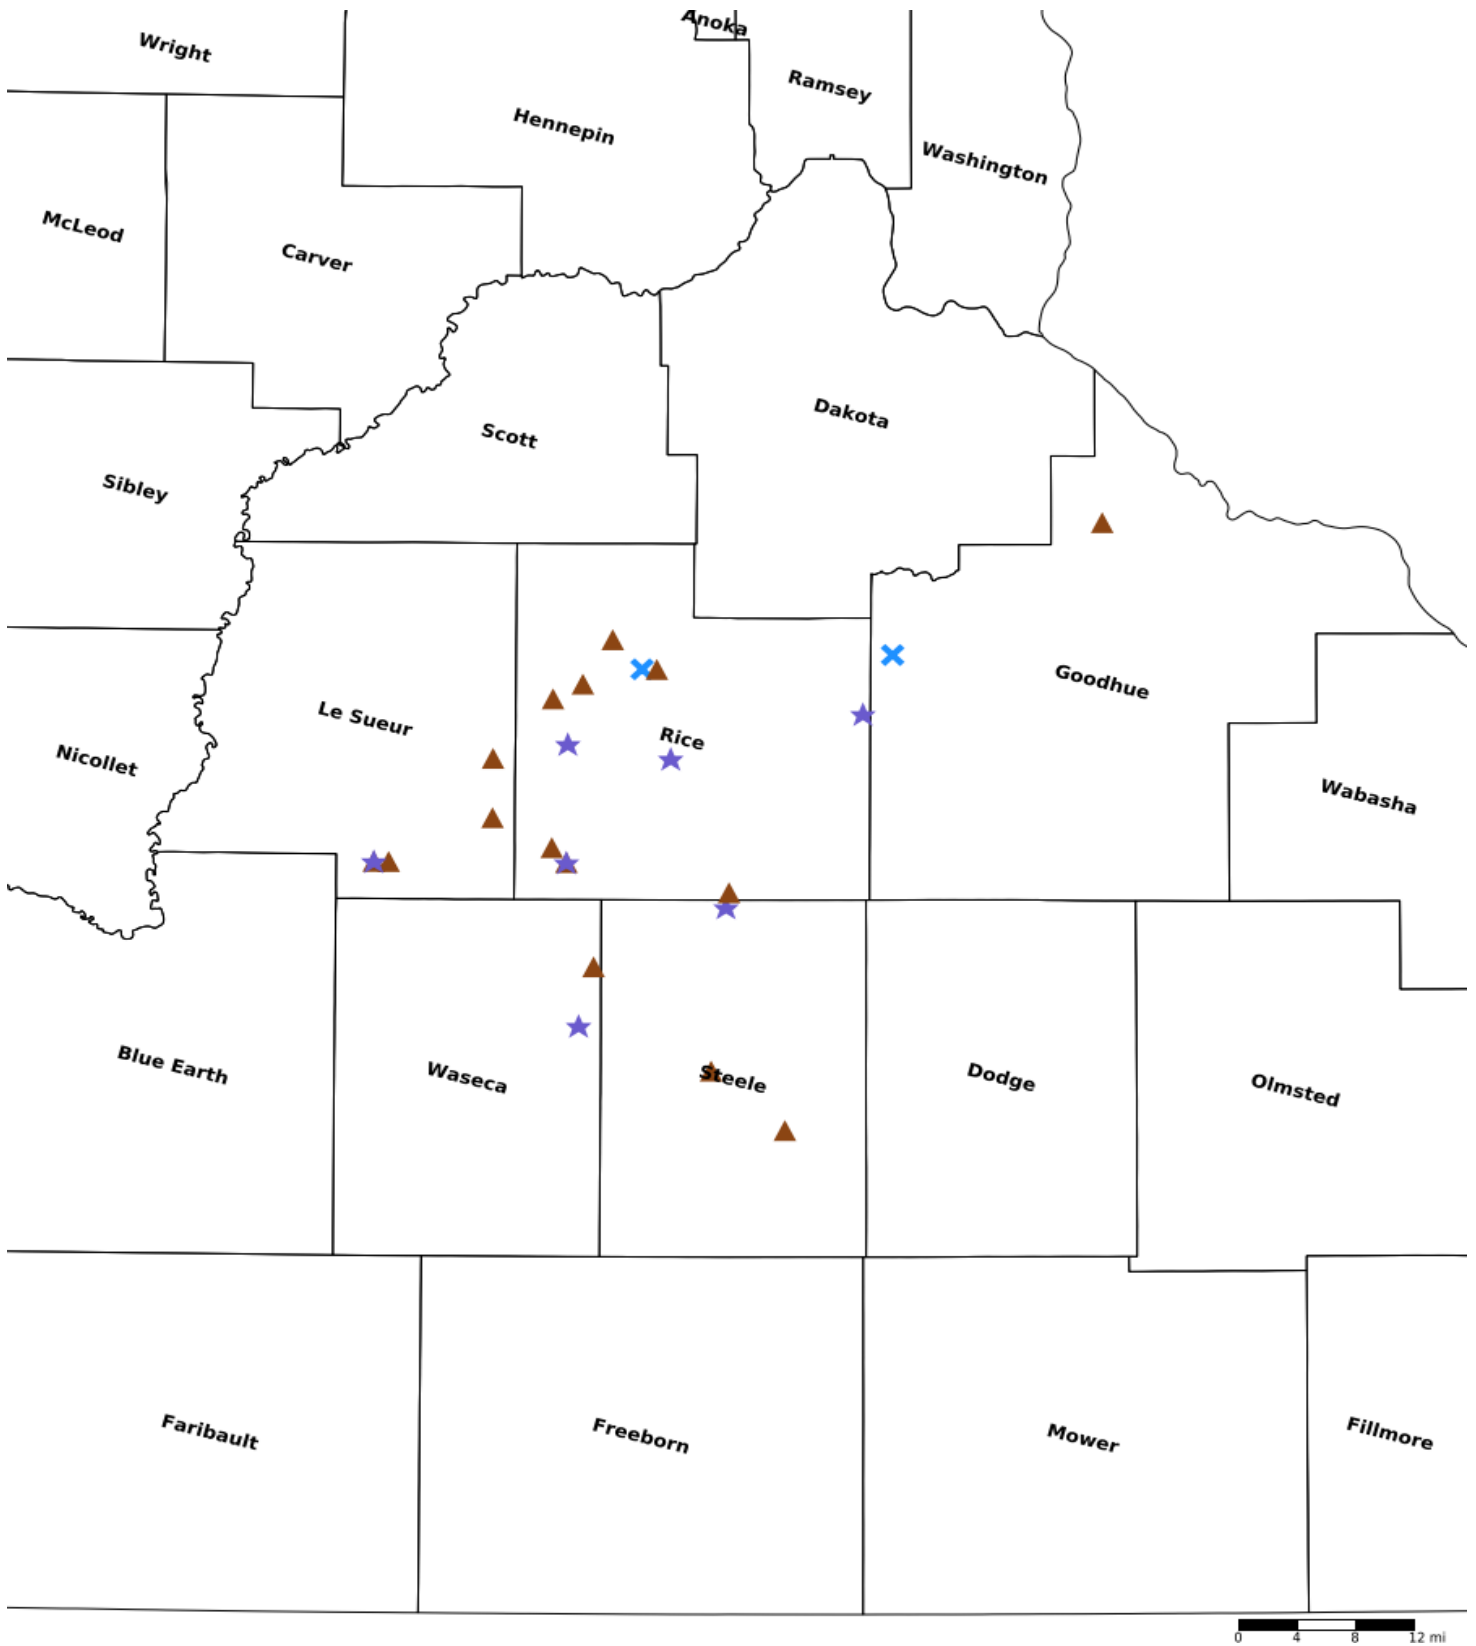 Anoka
Wright
Ramsey
Hennepin
Washington
McLeod
Carver
Dakota
Scott
Sibley
Goodhue
Le Sueur
Rice
Nicollet
Wabasha
Blue Earth
Waseca
Steele
Dodge
Olmsted
Faribault
Freeborn
Mower
Fillmore
0 4 8 12 mi